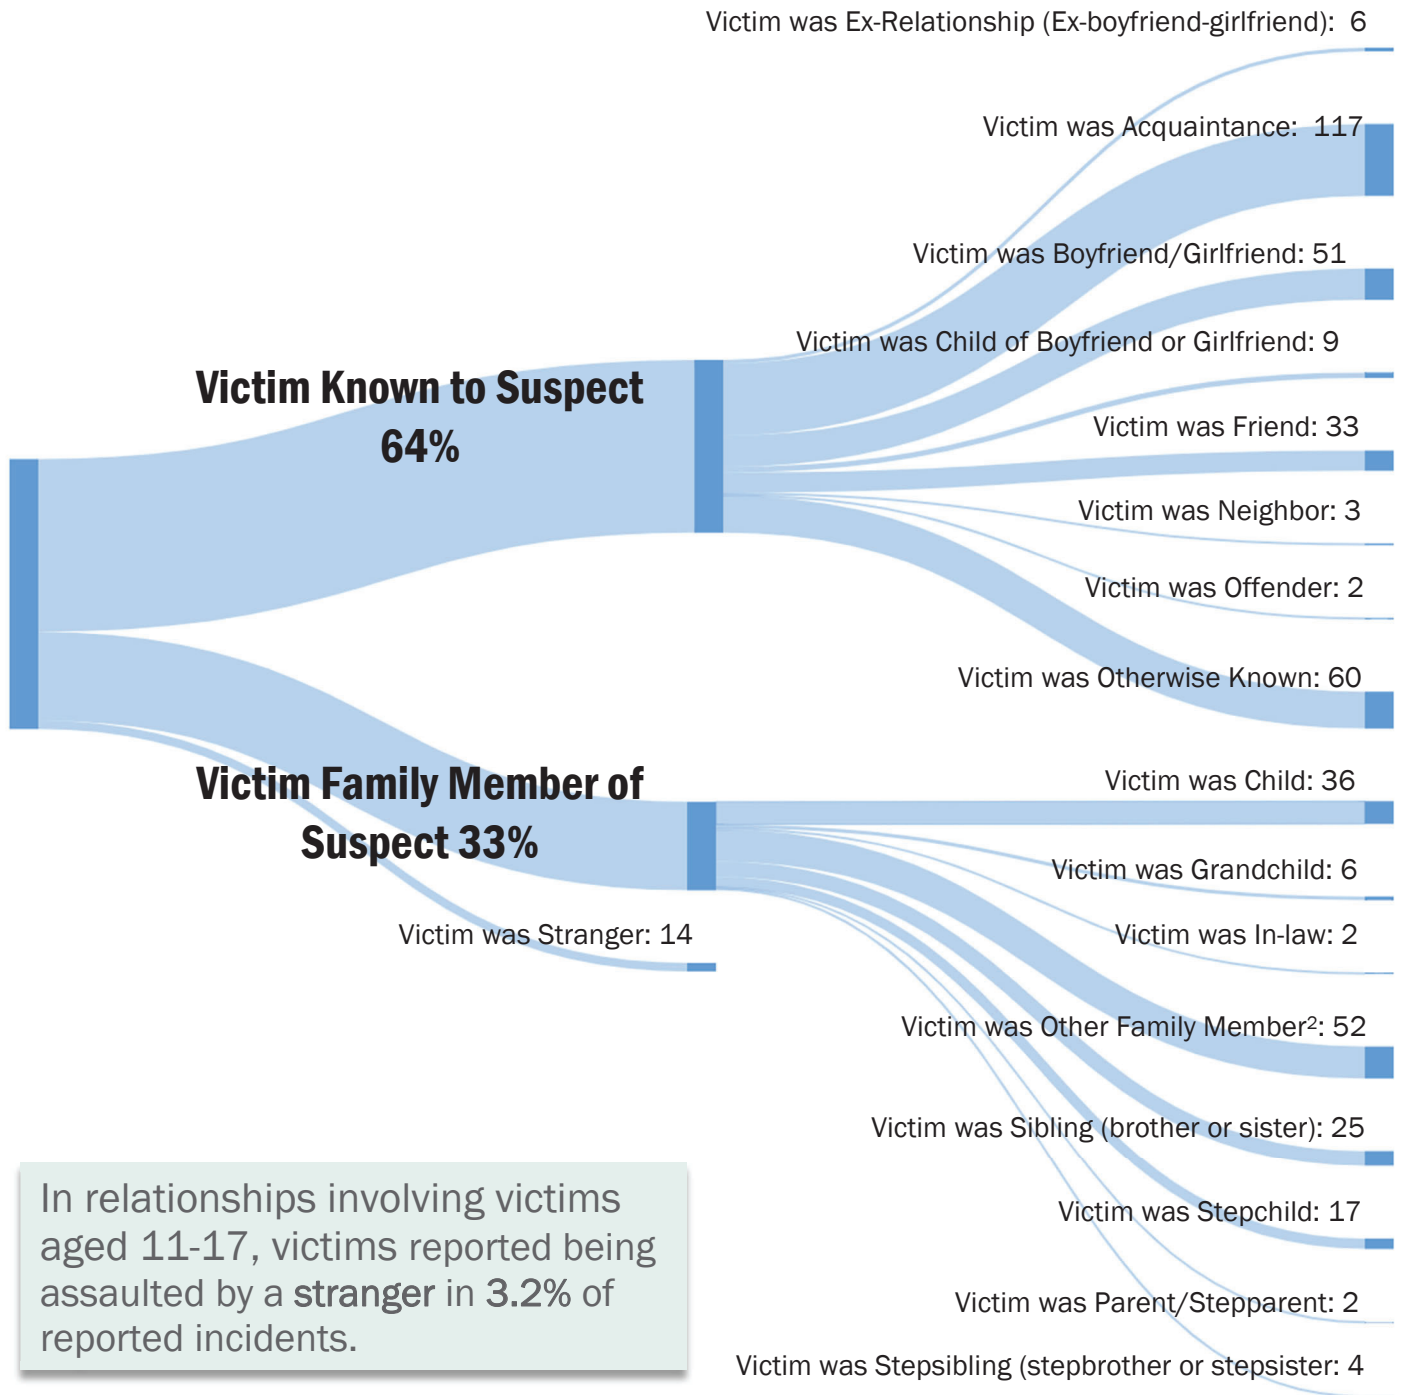 Victim was Ex-Relationship (Ex-boyfriend-girlfriend): 6
Victim was Acquaintance: 117
Victim was Boyfriend/Girlfriend: 51
Victim was Child of Boyfriend or Girlfriend: 9
Victim Known to Suspect
64%
Victim was Friend: 33
Victim was Neighbor: 3
Victim was Offender: 2
Victim was Otherwise Known: 60
Victim Family Member of
Suspect 33%
Victim was Child: 36
Victim was Grandchild: 6
Victim was Stranger: 14
Victim was In-law: 2
Victim was Other Family Member²: 52
Victim was Sibling (brother or sister): 25
Victim was Stepchild: 17
Victim was Parent/Stepparent: 2
Victim was Stepsibling (stepbrother or stepsister: 4
In relationships involving victims
aged 11-17, victims reported being
assaulted by a stranger in 3.2% of
reported incidents.